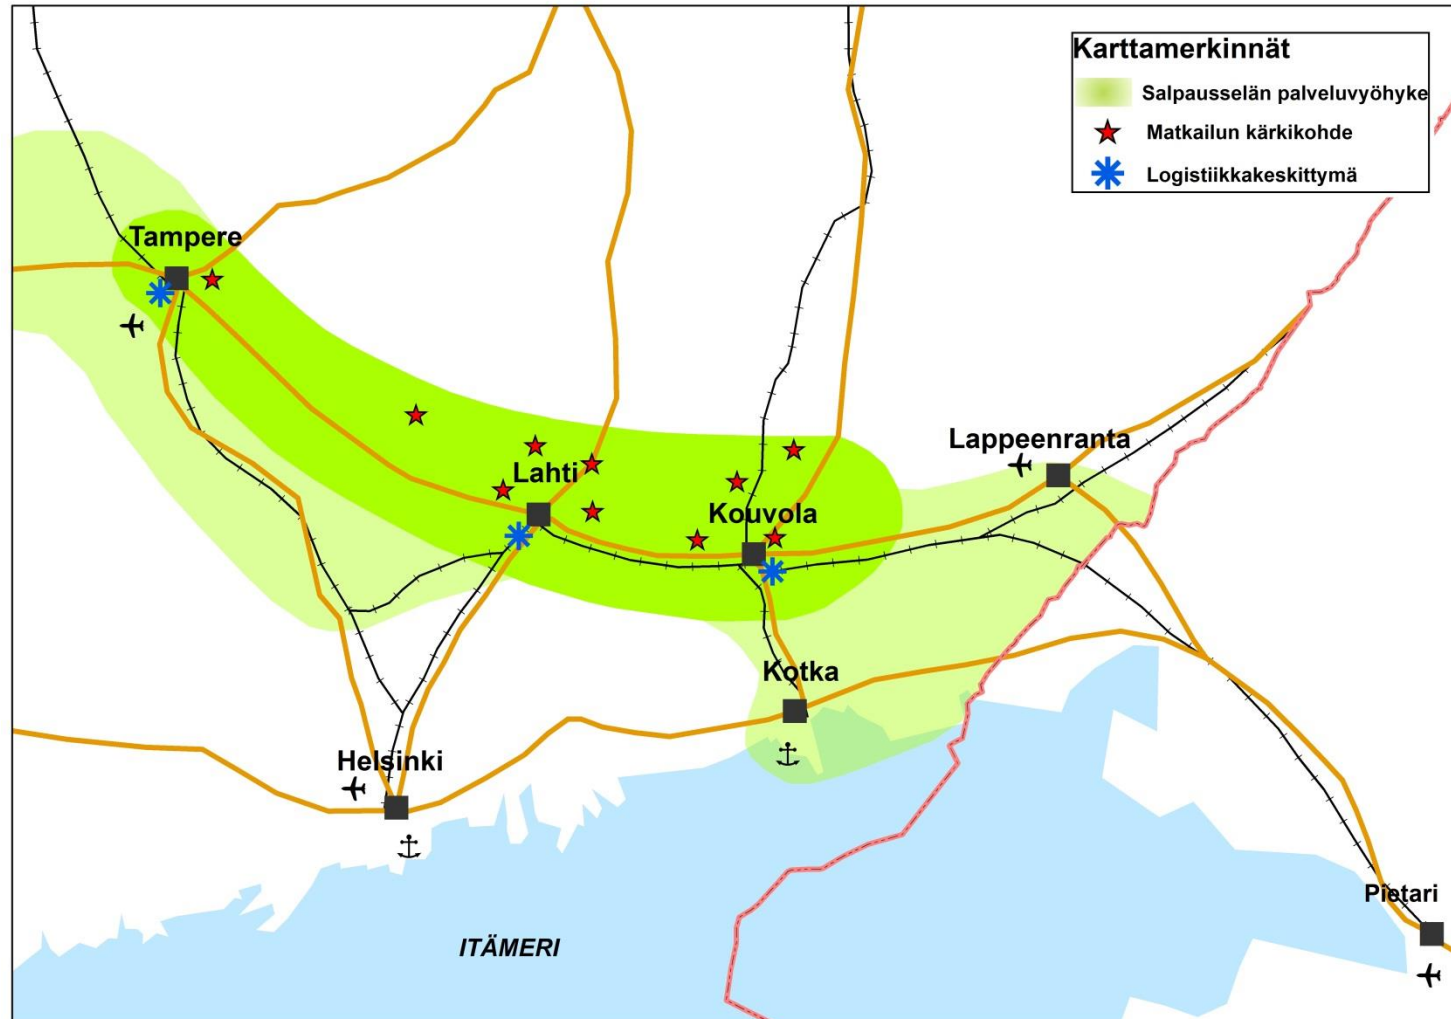 Karttamerkinnät
Salpausselän palveluvyöhyke
Matkailun kärkikohde
Logistiikkakeskittymä
Tampere
Lappeenranta
Lahti
Kouvola
Kotka
Helsinki
Pietari
ITÄMERI